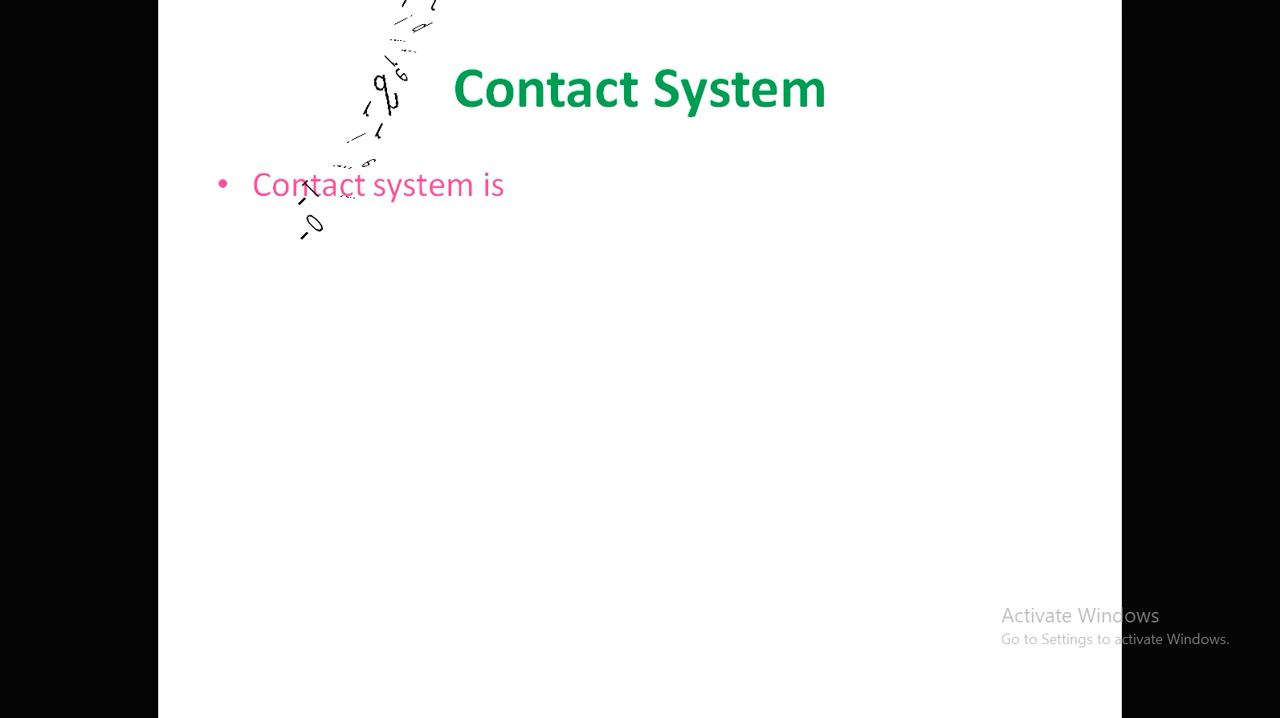 Contact System
• Contact system is
Activate Windows
Go to Settings to activate Windows.